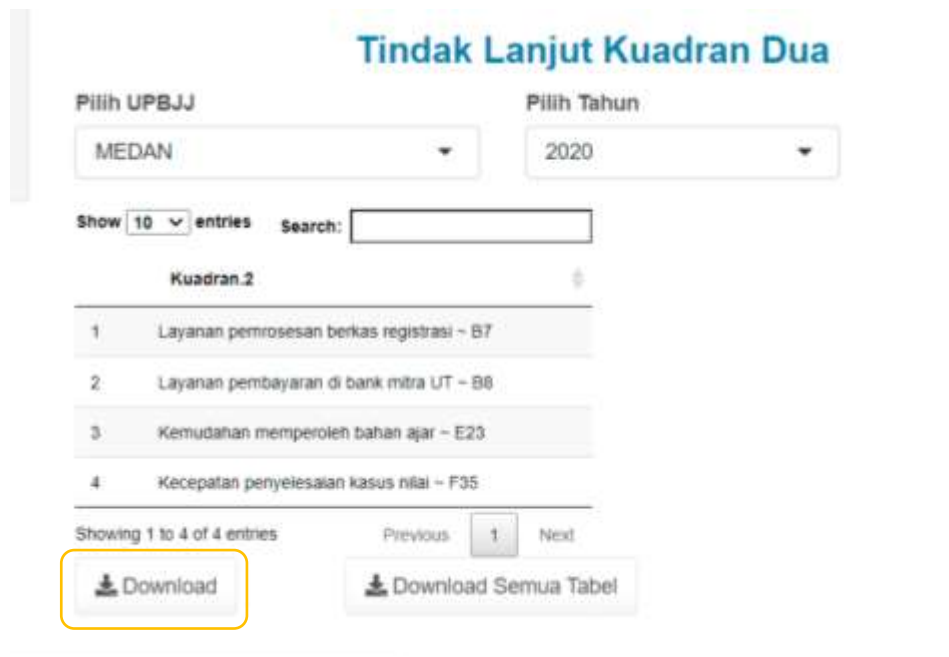 Tindak Lanjut Kuadran Dua
Pilih UPBJJ Pilih Tahun
MEDAN 2020
Show 10 entries Search:
Kuadran.2
1 Layanan pemrosesan berkas registrasi ~ B7
2 Layanan pembayaran di bank mitra UT ~ B8
3 Kemudahan memperoleh bahan ajar ~ E23
4 Kecepatan penyelesaian kasus nilai ~ F35
Showing 1 to 4 of 4 entries Previous 1 Next
Download Download Semua Tabel